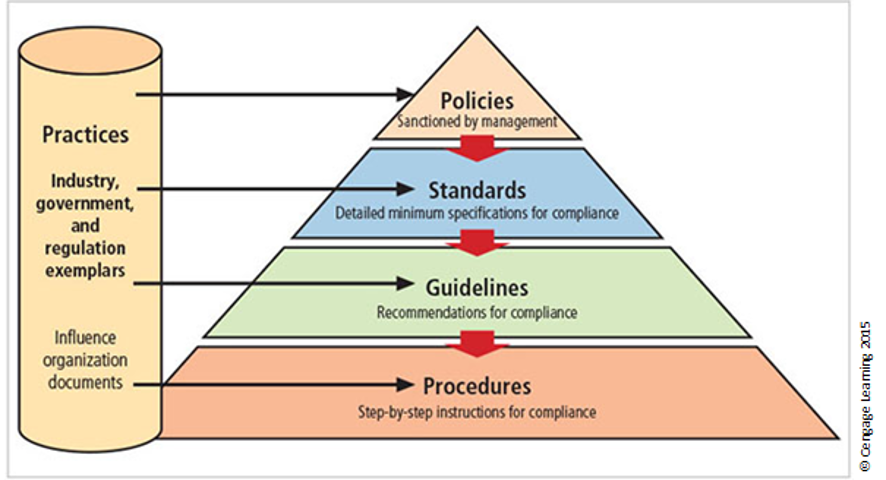 Practices
Industry,
government,
and
regulation
exemplars
Influence
organization
documents
Policies
Sanctioned by management
Standards
Detailed minimum specifications for compliance
Guidelines
Recommendations for compliance
Procedures
Step-by-step instructions for compliance
© Cengage Learning 2015